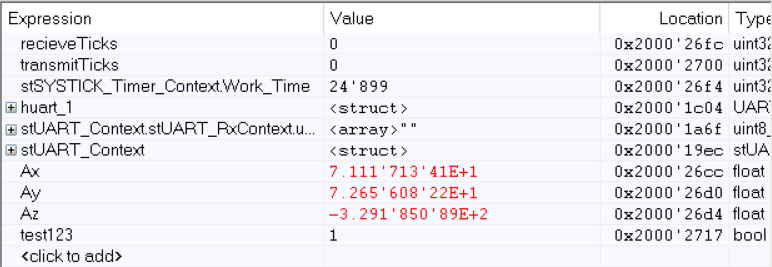 Expression Value Location Type
recieveTicks 0 0x2000'26fc uint32
transmitTicks 0 0x2700 uint32
stSYSTICK_Timer_Context.Work_Time 24'899 0x2000'26f4 uint32
huart_1 <struct> 0x2000'1c04 UAR
stUART_Context.stUART_RxContext.u... <array>"" 0x2000'1a6f uint8_
stUART_Context <struct> 0x2000'19ec stUA
Ax 7.111'713'41E+1 0x2000'26cc float
Ay 7.265'608'22E+1 0x2000'26d0 float
Az -3.291'850'89E+2 0x2000'26d4 float
test123 1 0x2000'2717 bool
<click to add>